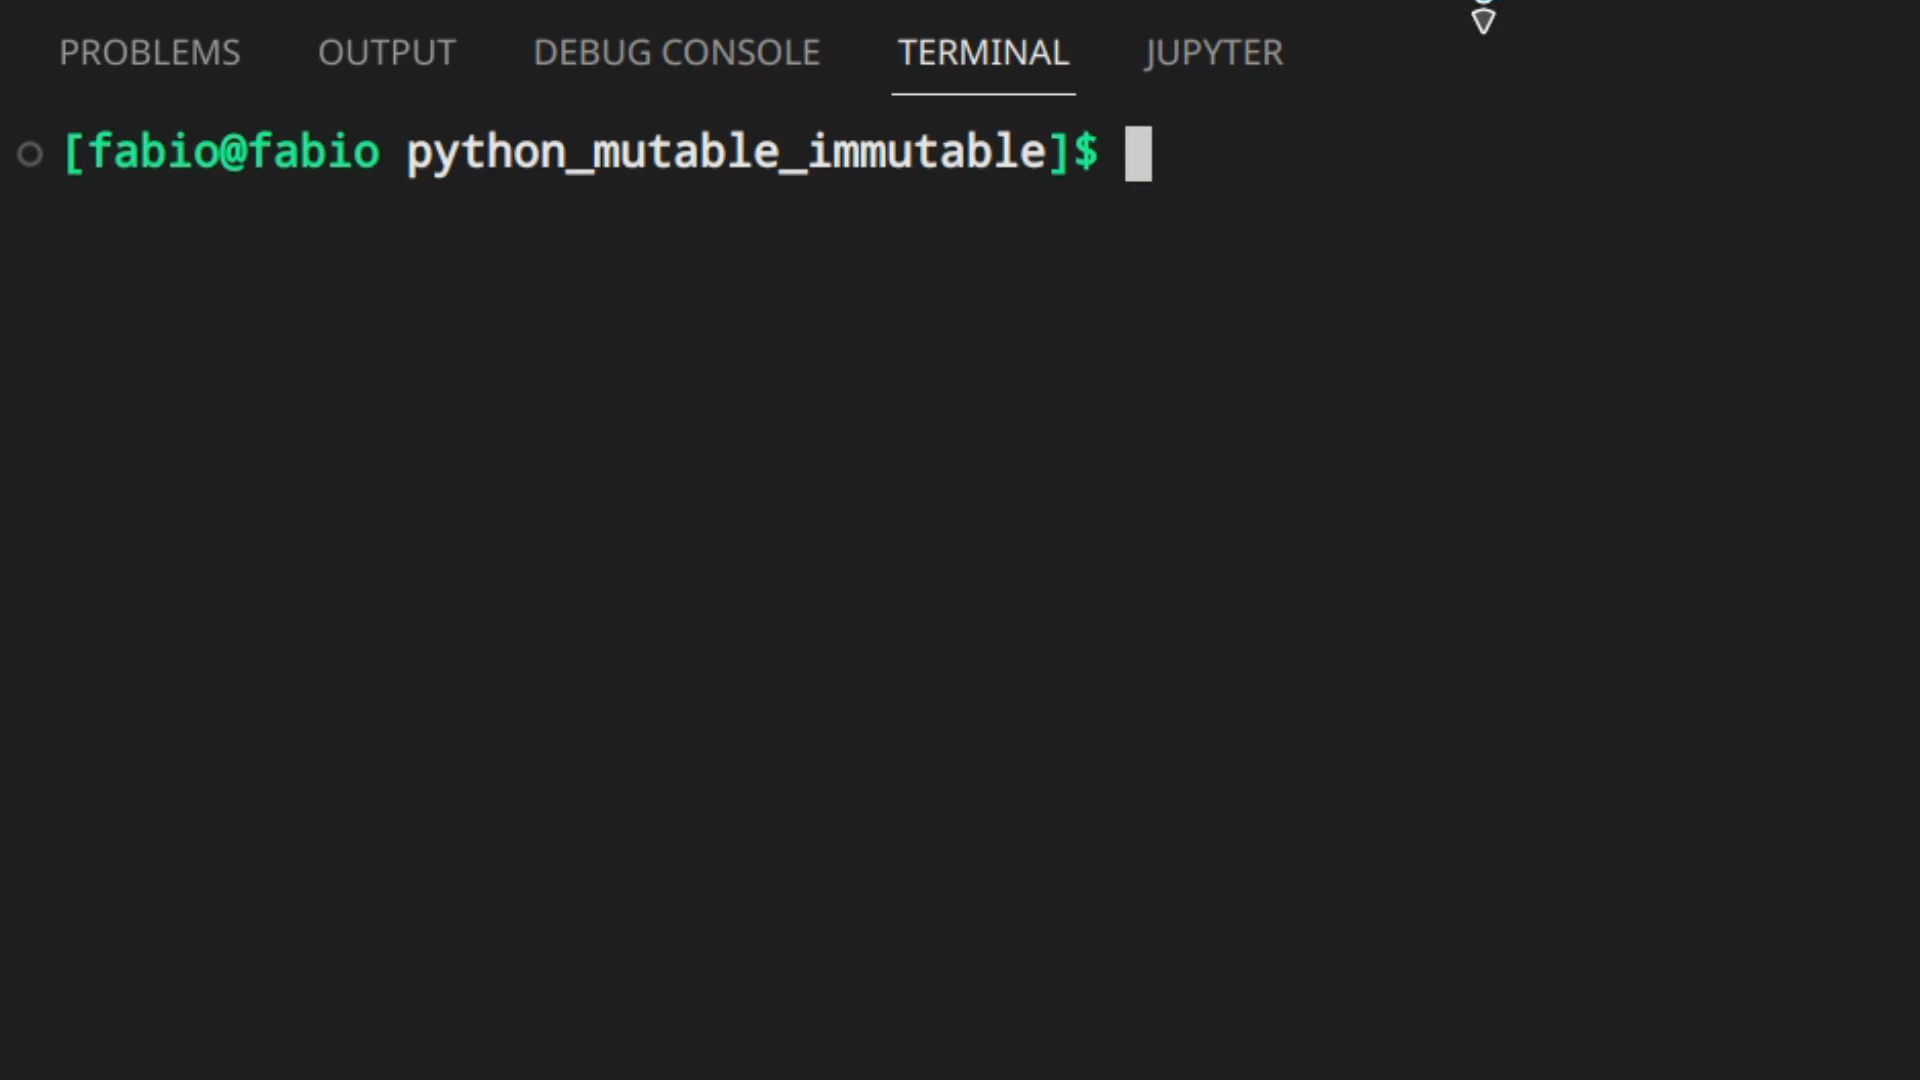 PROBLEMS OUTPUT DEBUG CONSOLE TERMINAL JUPYTER
[fabio@fabio python_mutable_immutable]$